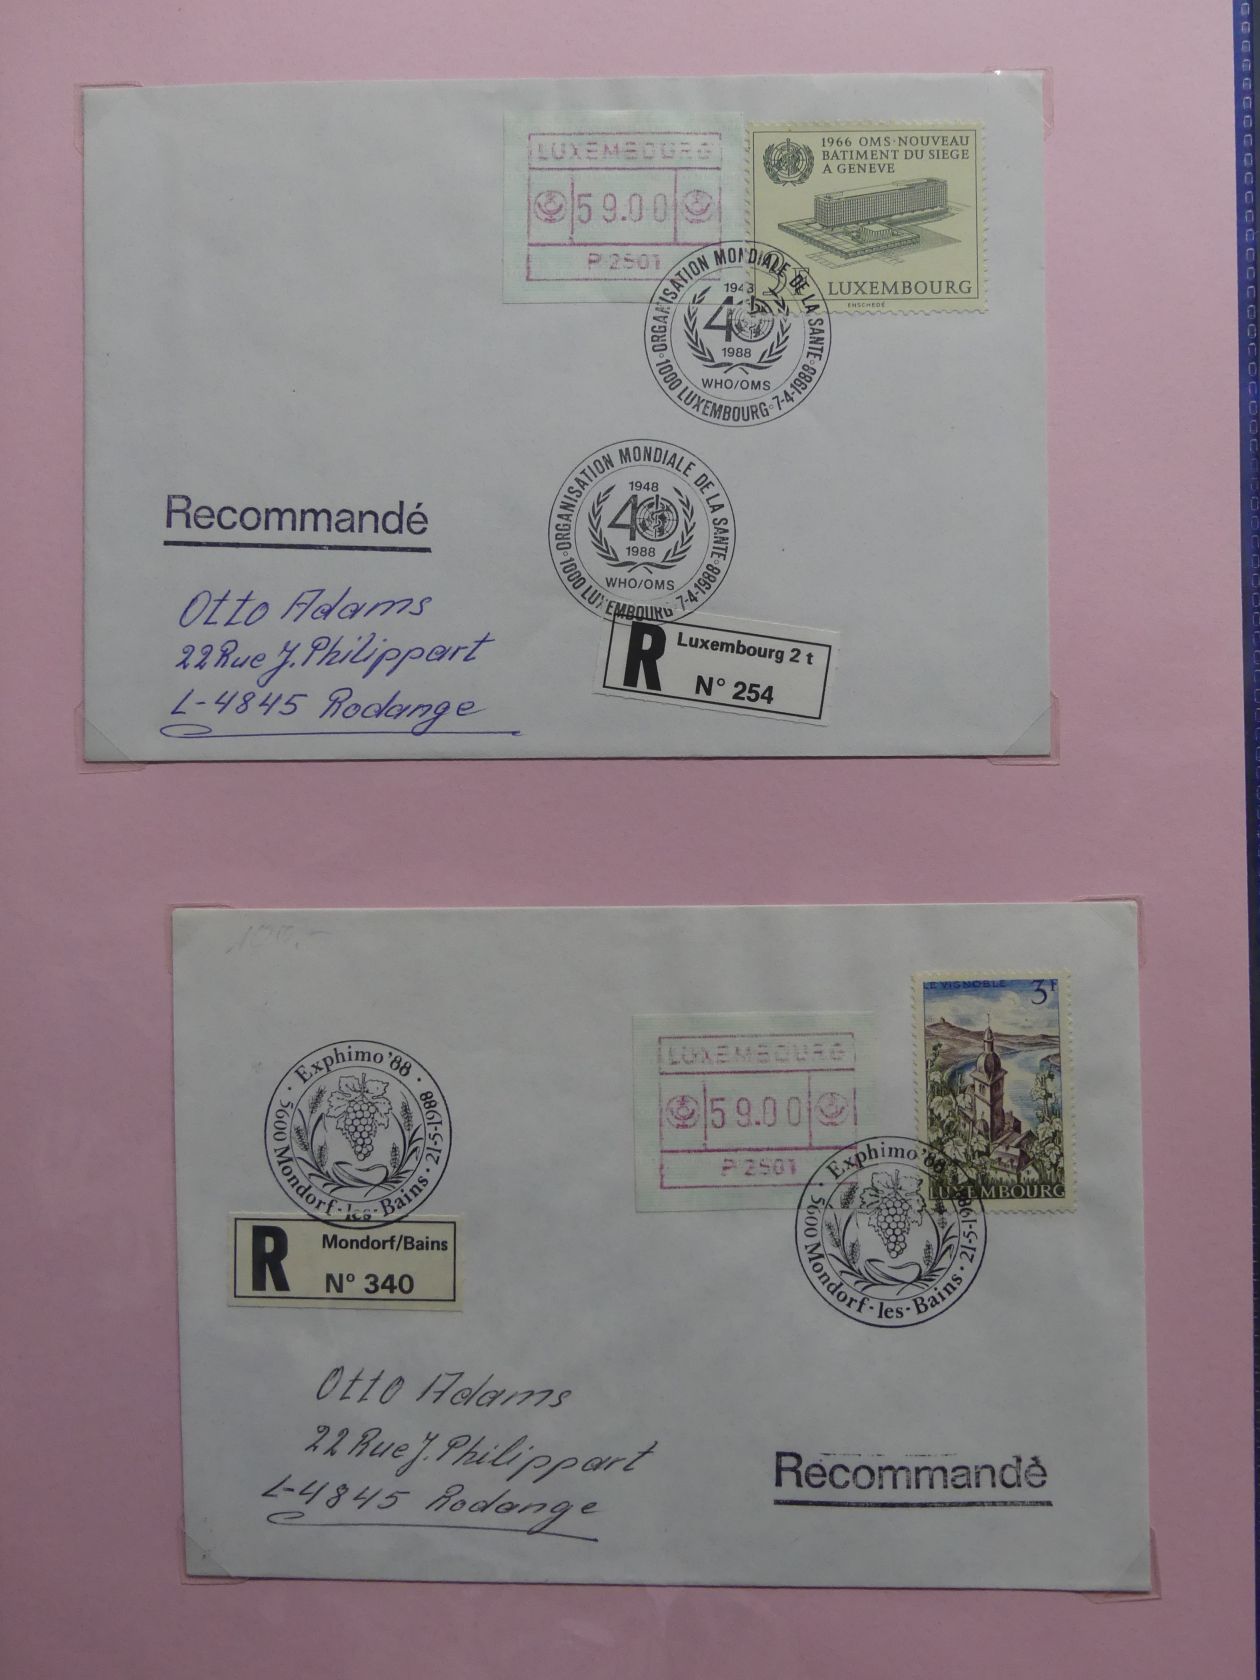 LUXEMBOURG
59.00
P 2501
1966 OMS·NOUVEAU
BATIMENT DU SIEGE
A GENEVE
3F
LUXEMBOURG
ENSCHEDÉ
ORGANISATION MONDIALE DE LA SANTE
1948
40
1988
WHO/OMS
1000 LUXEMBOURG 7-4-1988
ORGANISATION MONDIALE DE LA SANTE
1948
40
1988
WHO/OMS
1000 LUXEMBOURG 7-4-1988
Recommandé
Otto Adams
22 Rue J. Philippart
L-4845 Rodange
R Luxembourg 2 t
N° 254
LE VIGNOBLE 3F
LUXEMBOURG
LUXEMBOURG
59.00
P 2501
Exphimo '88
5600 Mondorf-les-Bains · 21-5-1988
Exphimo '88
5600 Mondorf-les-Bains · 21-5-1988
R Mondorf/Bains
N° 340
Otto Adams
22 Rue J. Philippart
L-4845 Rodange
Recommandé